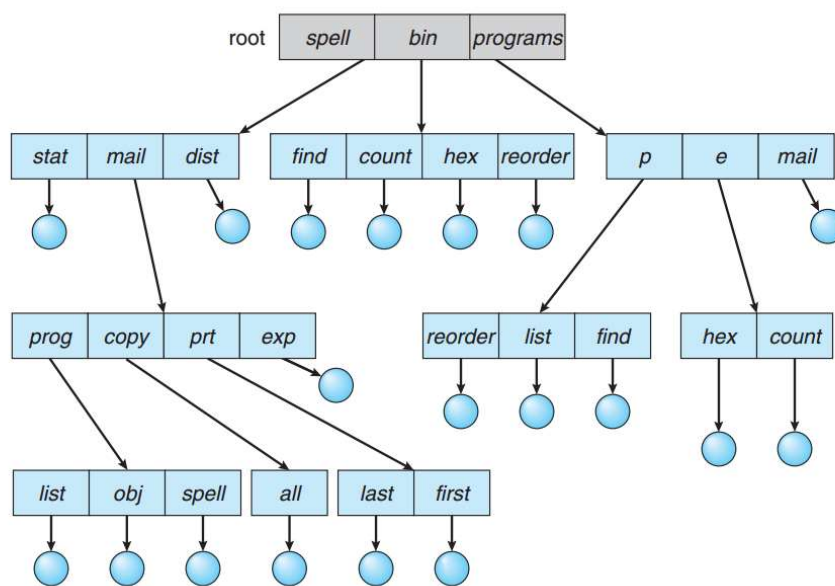 root spell bin programs
stat mail dist find count hex reorder p e mail
prog copy prt exp reorder list find hex count
list obj spell all last first